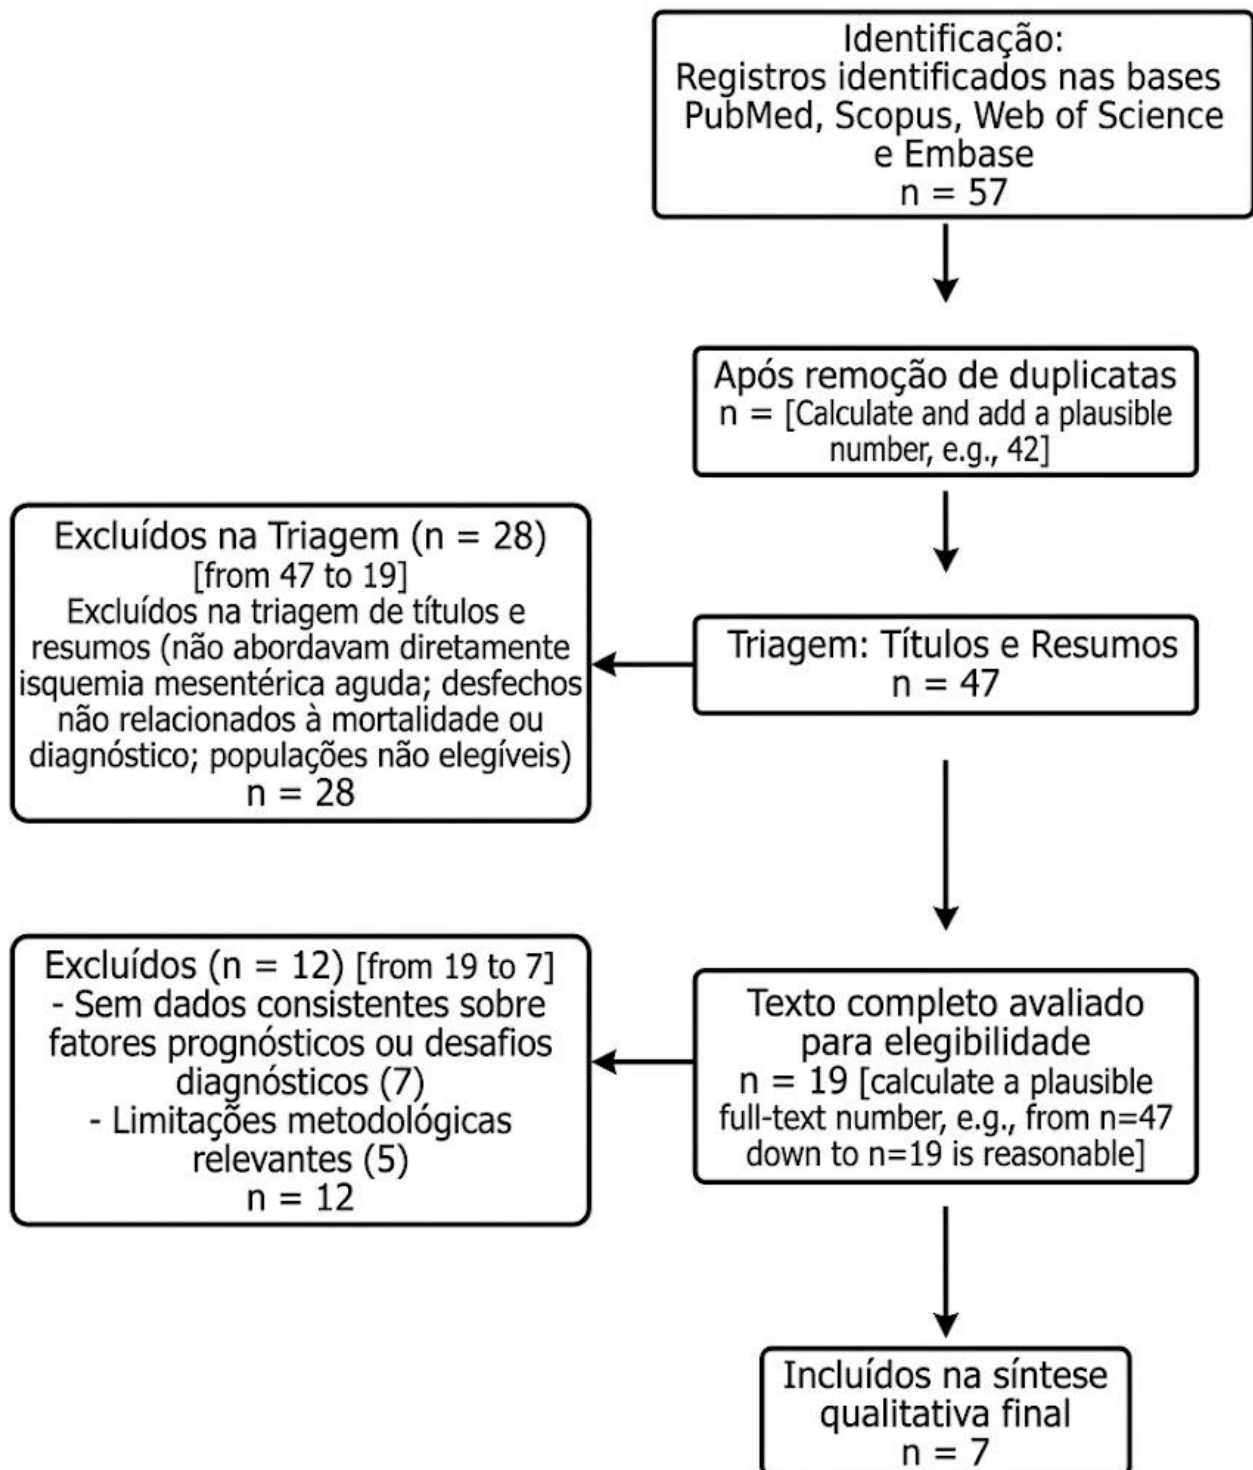 Identificação:
Registros identificados nas bases
PubMed, Scopus, Web of Science
e Embase
n = 57
Após remoção de duplicatas
n = [Calculate and add a plausible
number, e.g., 42]
Excluídos na Triagem (n = 28)
[from 47 to 19]
Excluídos na triagem de títulos e
resumos (não abordavam diretamente
isquemia mesentérica aguda; desfechos
não relacionados à mortalidade ou
diagnóstico; populações não elegíveis)
n = 28
Triagem: Títulos e Resumos
n = 47
Excluídos (n = 12) [from 19 to 7]
- Sem dados consistentes sobre
fatores prognósticos ou desafios
diagnósticos (7)
- Limitações metodológicas
relevantes (5)
n = 12
Texto completo avaliado
para elegibilidade
n = 19 [calculate a plausible
full-text number, e.g., from n=47
down to n=19 is reasonable]
Incluídos na síntese
qualitativa final
n = 7